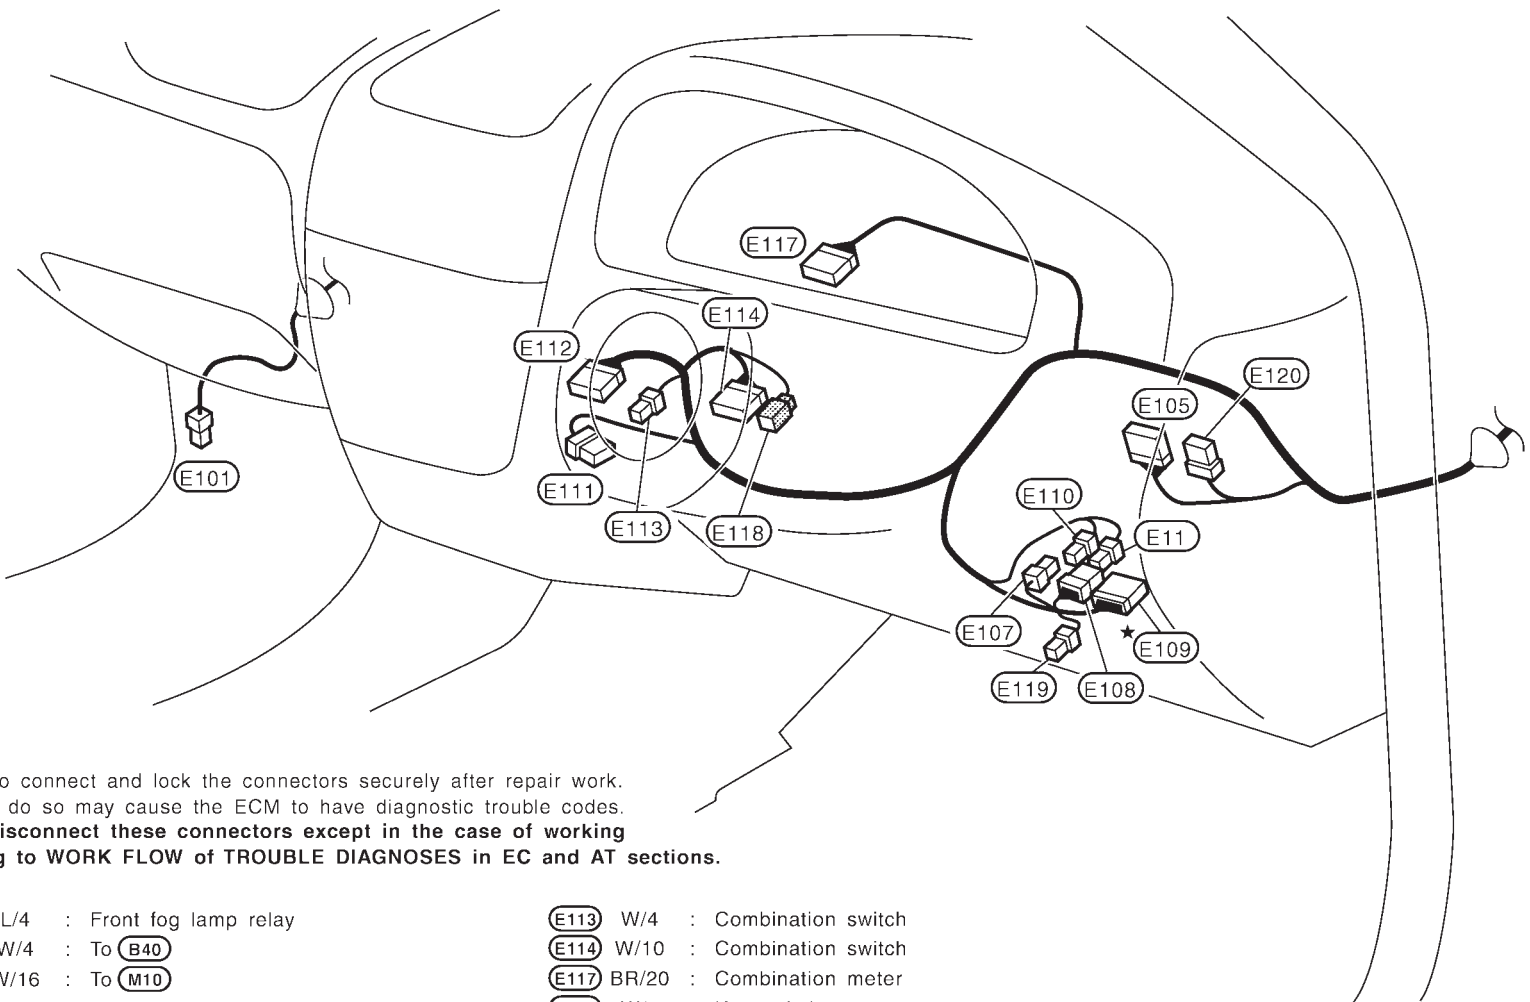 E117
E114
E112
E120
E105
E101
E111
E110
E113
E118
E11
E107
★
E109
E119
E108
o connect and lock the connectors securely after repair work.
do so may cause the ECM to have diagnostic trouble codes.
isconnect these connectors except in the case of working
g to WORK FLOW of TROUBLE DIAGNOSES in EC and AT sections.
L/4 : Front fog lamp relay
W/4 : To B40
W/16 : To M10
E113 W/4 : Combination switch
E114 W/10 : Combination switch
E117 BR/20 : Combination meter